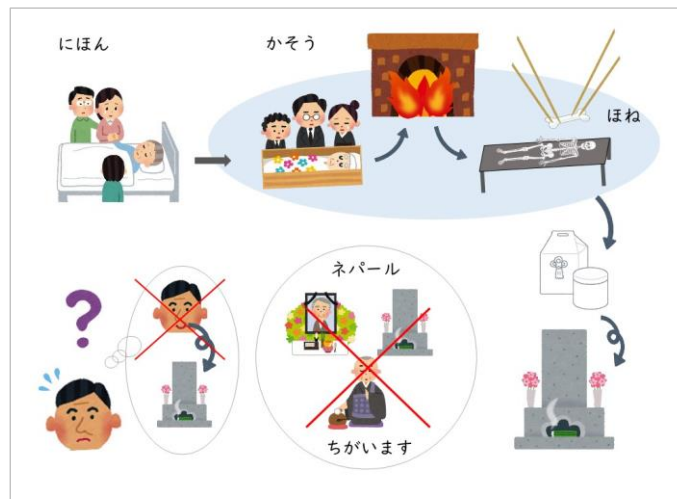 にほん
かそう
ほね
ネパール
ちがいます